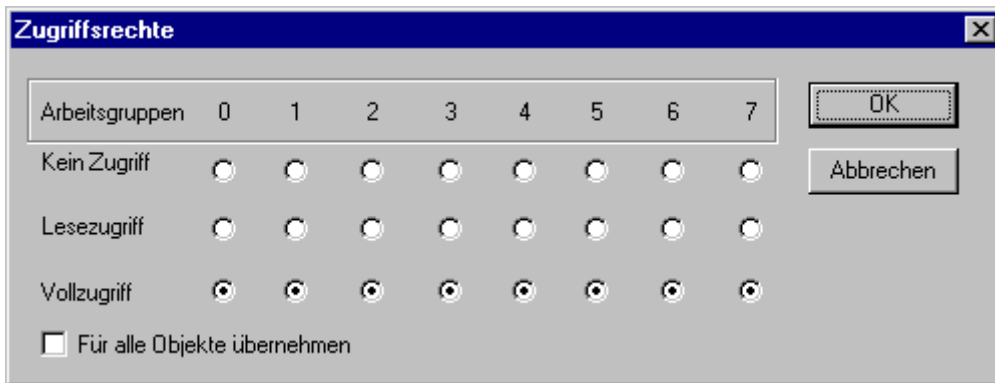 Zugriffsrechte
Arbeitsgruppen 0 1 2 3 4 5 6 7
OK
Kein Zugriff
Abbrechen
Lesezugriff
Vollzugriff
Für alle Objekte übernehmen